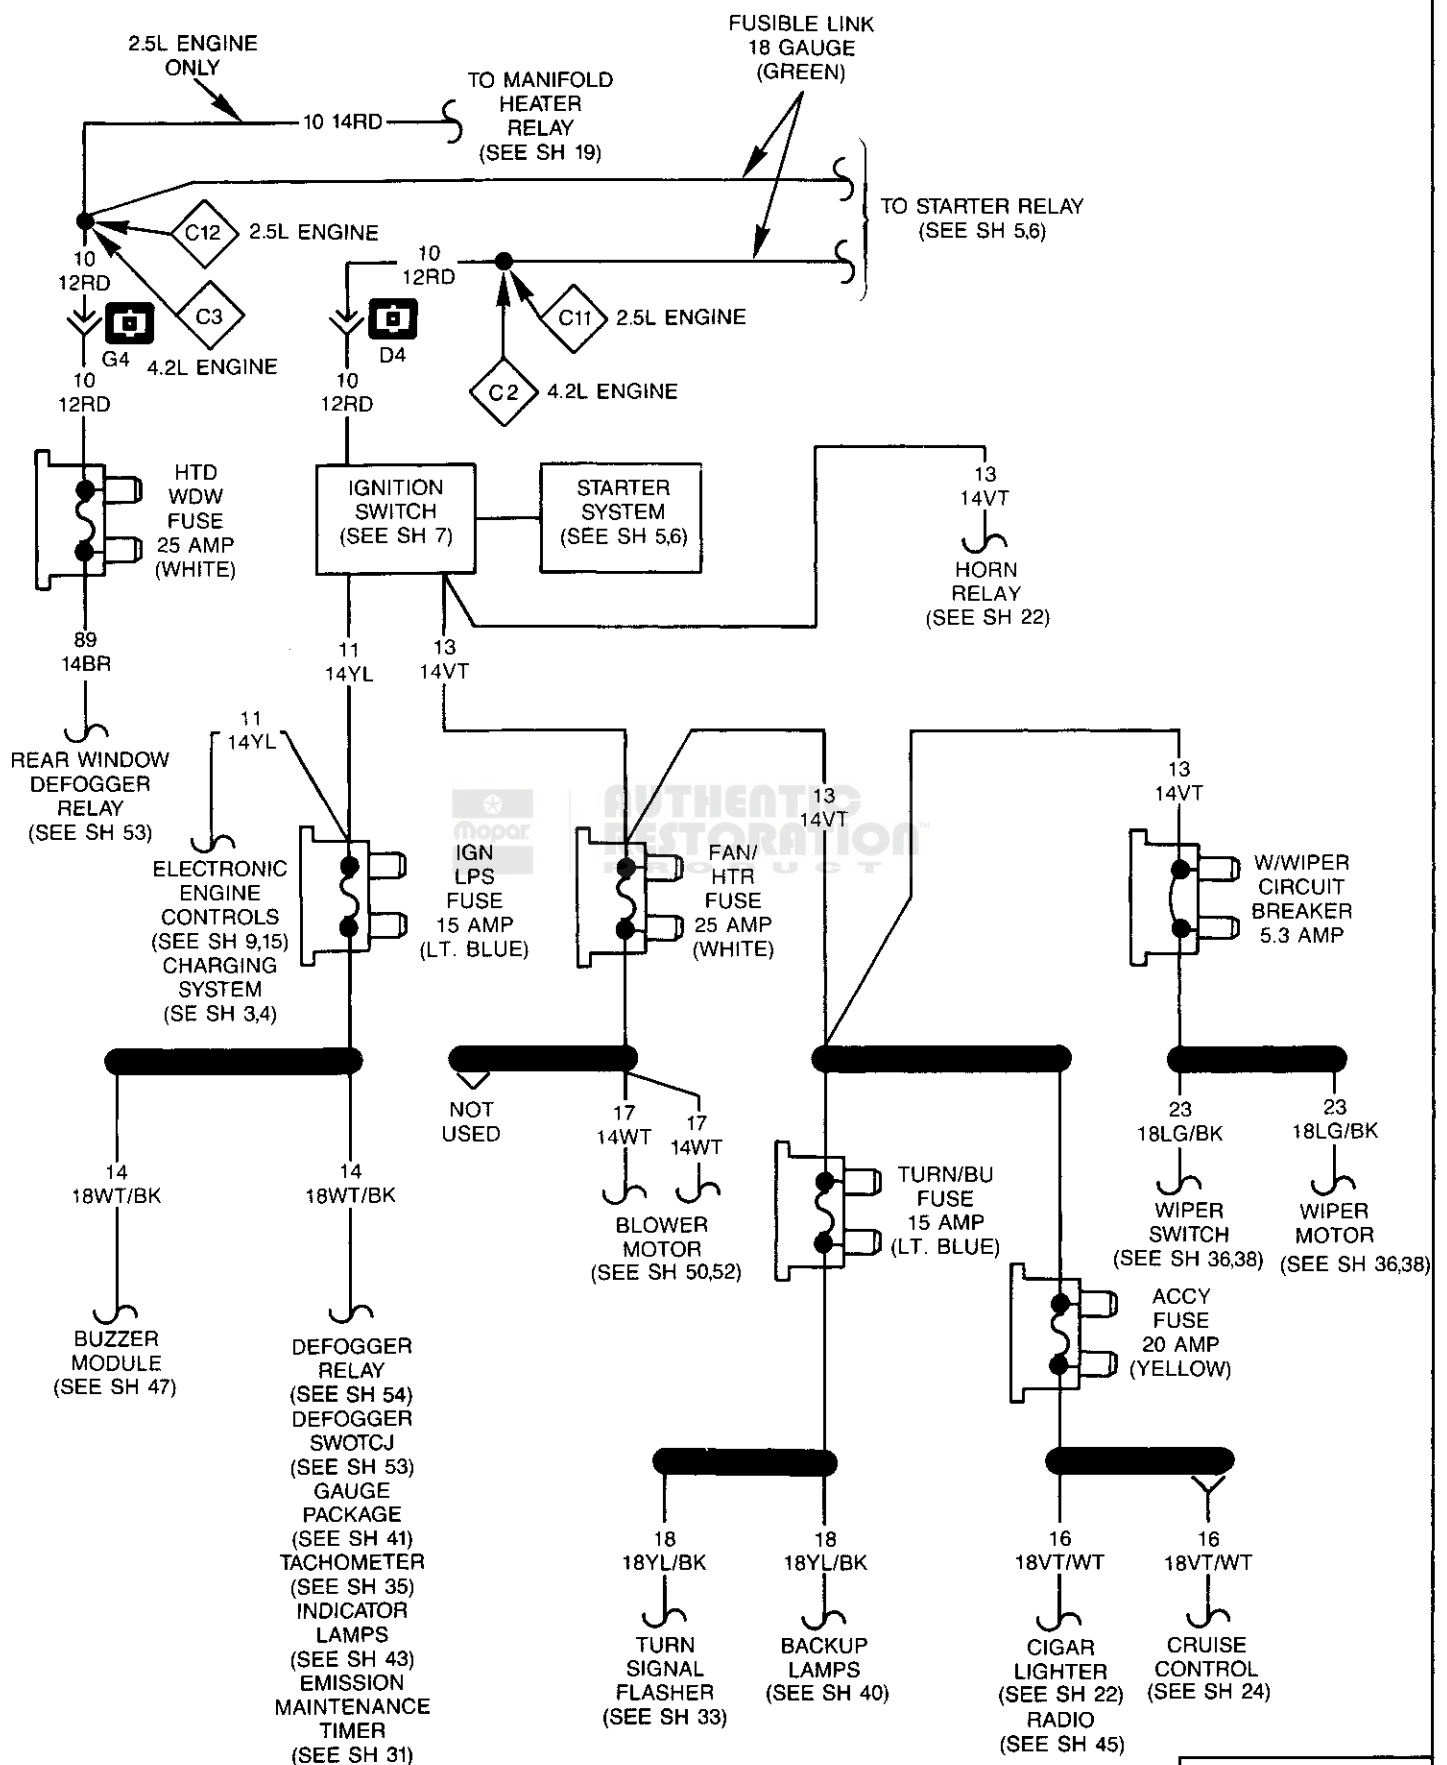 2.5L ENGINE
ONLY
FUSIBLE LINK
18 GAUGE
(GREEN)
TO MANIFOLD
HEATER
RELAY
(SEE SH 19)
10 14RD
TO STARTER RELAY
(SEE SH 5,6)
C12
2.5L ENGINE
10
12RD
10
12RD
C3
4.2L ENGINE
G4
D4
C11
2.5L ENGINE
C2
4.2L ENGINE
10
12RD
10
12RD
HTD
WDW
FUSE
25 AMP
(WHITE)
IGNITION
SWITCH
(SEE SH 7)
STARTER
SYSTEM
(SEE SH 5,6)
13
14VT
HORN
RELAY
(SEE SH 22)
89
14BR
11
14YL
13
14VT
REAR WINDOW
DEFOGGER
RELAY
(SEE SH 53)
11
14YL
13
14VT
13
14VT
Mopar
AUTHENTIC
RESTORATION™
PRODUCT
ELECTRONIC
ENGINE
CONTROLS
(SEE SH 9,15)
CHARGING
SYSTEM
(SE SH 3,4)
IGN
LPS
FUSE
15 AMP
(LT. BLUE)
FAN/
HTR
FUSE
25 AMP
(WHITE)
W/WIPER
CIRCUIT
BREAKER
5.3 AMP
NOT
USED
17
14WT
17
14WT
23
18LG/BK
23
18LG/BK
14
18WT/BK
14
18WT/BK
BLOWER
MOTOR
(SEE SH 50,52)
TURN/BU
FUSE
15 AMP
(LT. BLUE)
WIPER
SWITCH
(SEE SH 36,38)
WIPER
MOTOR
(SEE SH 36,38)
ACCY
FUSE
20 AMP
(YELLOW)
BUZZER
MODULE
(SEE SH 47)
DEFOGGER
RELAY
(SEE SH 54)
DEFOGGER
SWOTCJ
(SEE SH 53)
GAUGE
PACKAGE
(SEE SH 41)
TACHOMETER
(SEE SH 35)
INDICATOR
LAMPS
(SEE SH 43)
EMISSION
MAINTENANCE
TIMER
(SEE SH 31)
18
18YL/BK
18
18YL/BK
16
18VT/WT
16
18VT/WT
TURN
SIGNAL
FLASHER
(SEE SH 33)
BACKUP
LAMPS
(SEE SH 40)
CIGAR
LIGHTER
(SEE SH 22)
RADIO
(SEE SH 45)
CRUISE
CONTROL
(SEE SH 24)